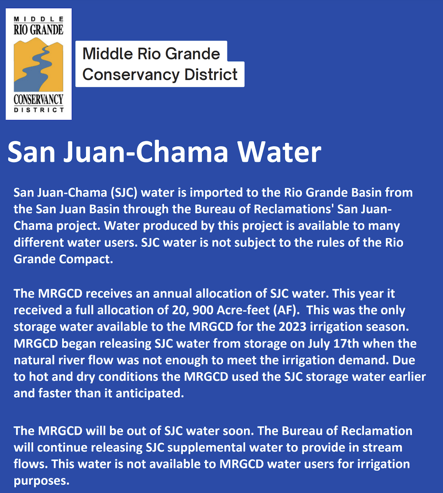 MIDDLE
RIO GRANDE
CONSERVANCY
DISTRICT
Middle Rio Grande
Conservancy District
San Juan-Chama Water
San Juan-Chama (SJC) water is imported to the Rio Grande Basin from
the San Juan Basin through the Bureau of Reclamations' San Juan-
Chama project. Water produced by this project is available to many
different water users. SJC water is not subject to the rules of the Rio
Grande Compact.
The MRGCD receives an annual allocation of SJC water. This year it
received a full allocation of 20, 900 Acre-feet (AF).  This was the only
storage water available to the MRGCD for the 2023 irrigation season.
MRGCD began releasing SJC water from storage on July 17th when the
natural river flow was not enough to meet the irrigation demand. Due
to hot and dry conditions the MRGCD used the SJC storage water earlier
and faster than it anticipated.
The MRGCD will be out of SJC water soon. The Bureau of Reclamation
will continue releasing SJC supplemental water to provide in stream
flows. This water is not available to MRGCD water users for irrigation
purposes.